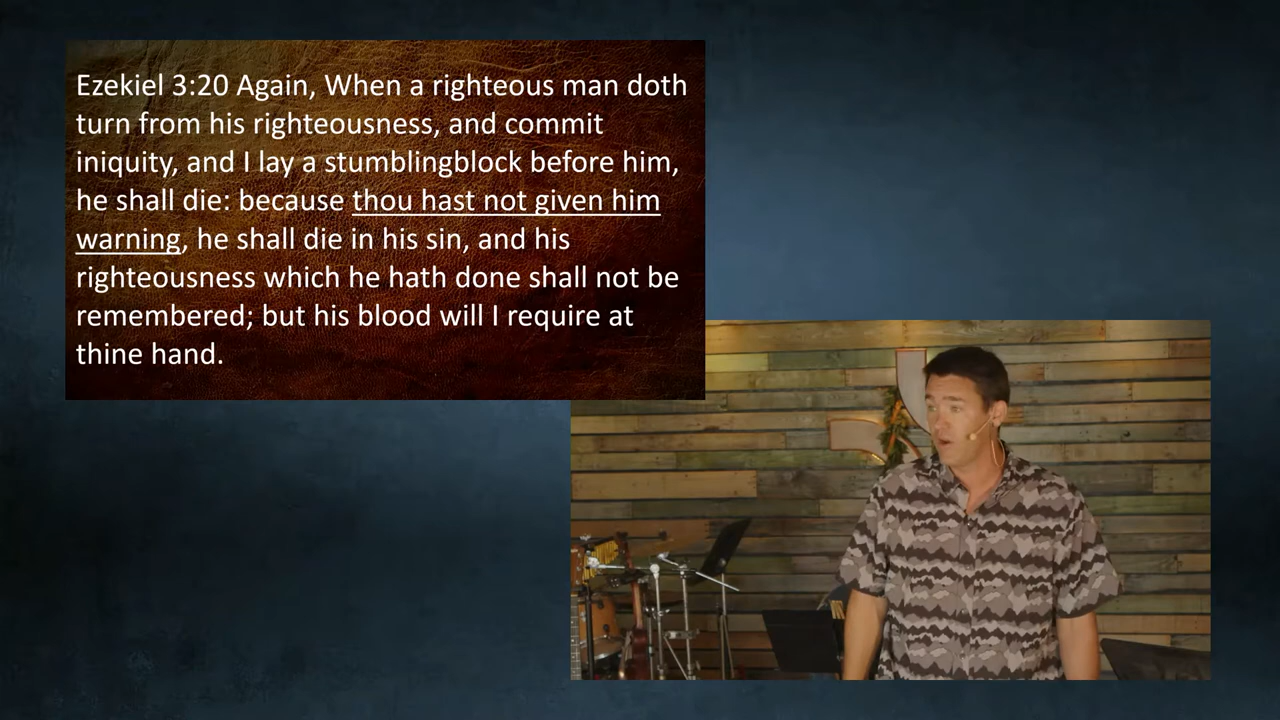 Ezekiel 3:20 Again, When a righteous man doth
turn from his righteousness, and commit
iniquity, and I lay a stumblingblock before him,
he shall die: because thou hast not given him
warning, he shall die in his sin, and his
righteousness which he hath done shall not be
remembered; but his blood will I require at
thine hand.